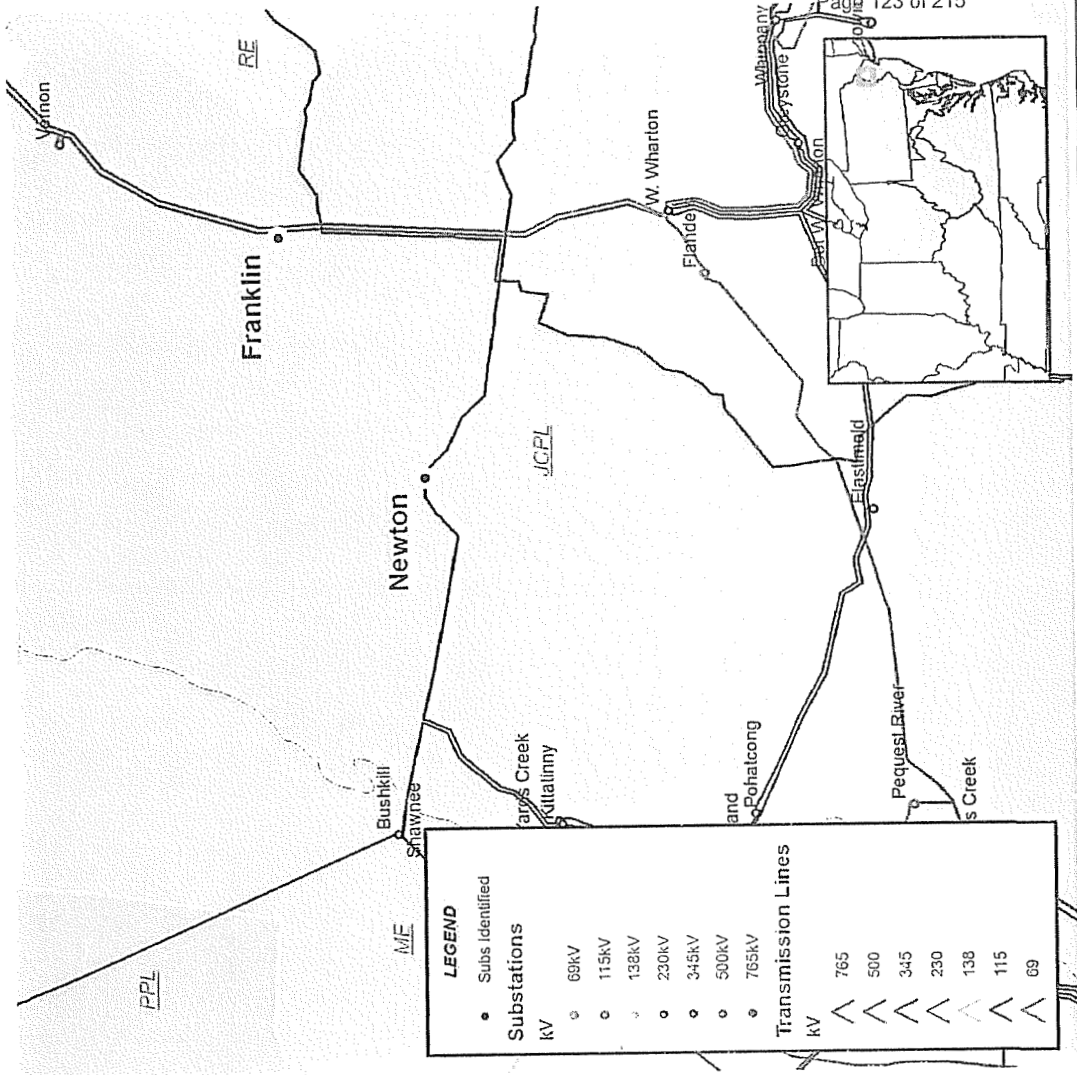 Page 123 of 215
RE
Vernon
Franklin
W. Wharton
Newton
JCPL
Elastimald
Bushkill
Shawnee
Kittatinny
Pohatcong
Pequest River
ME
PPL
LEGEND
Subs Identified
Substations
kV
69kV
115kV
138kV
230kV
345kV
500kV
765kV
Transmission Lines
kV
765
500
345
230
138
115
69